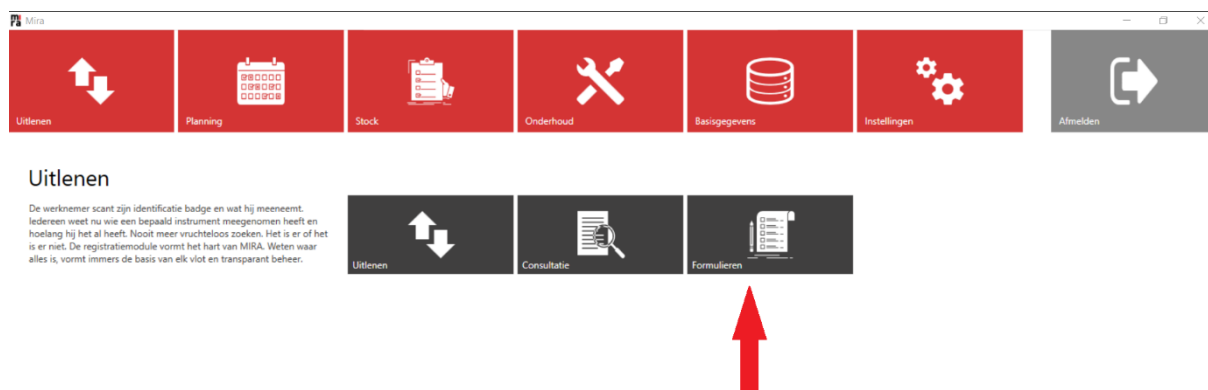 Mira
Uitlenen
Planning
Stock
Onderhoud
Basisgegevens
Instellingen
Afmelden
Uitlenen
De werknemer scant zijn identificatie badge en wat hij meeneemt.
Iedereen weet nu wie een bepaald instrument meegenomen heeft en
hoelang hij het al heeft. Nooit meer vruchteloos zoeken. Het is er of het
is er niet. De registratiemodule vormt het hart van MIRA. Weten waar
alles is, vormt immers de basis van elk vlot en transparant beheer.
Uitlenen
Consultatie
Formulieren